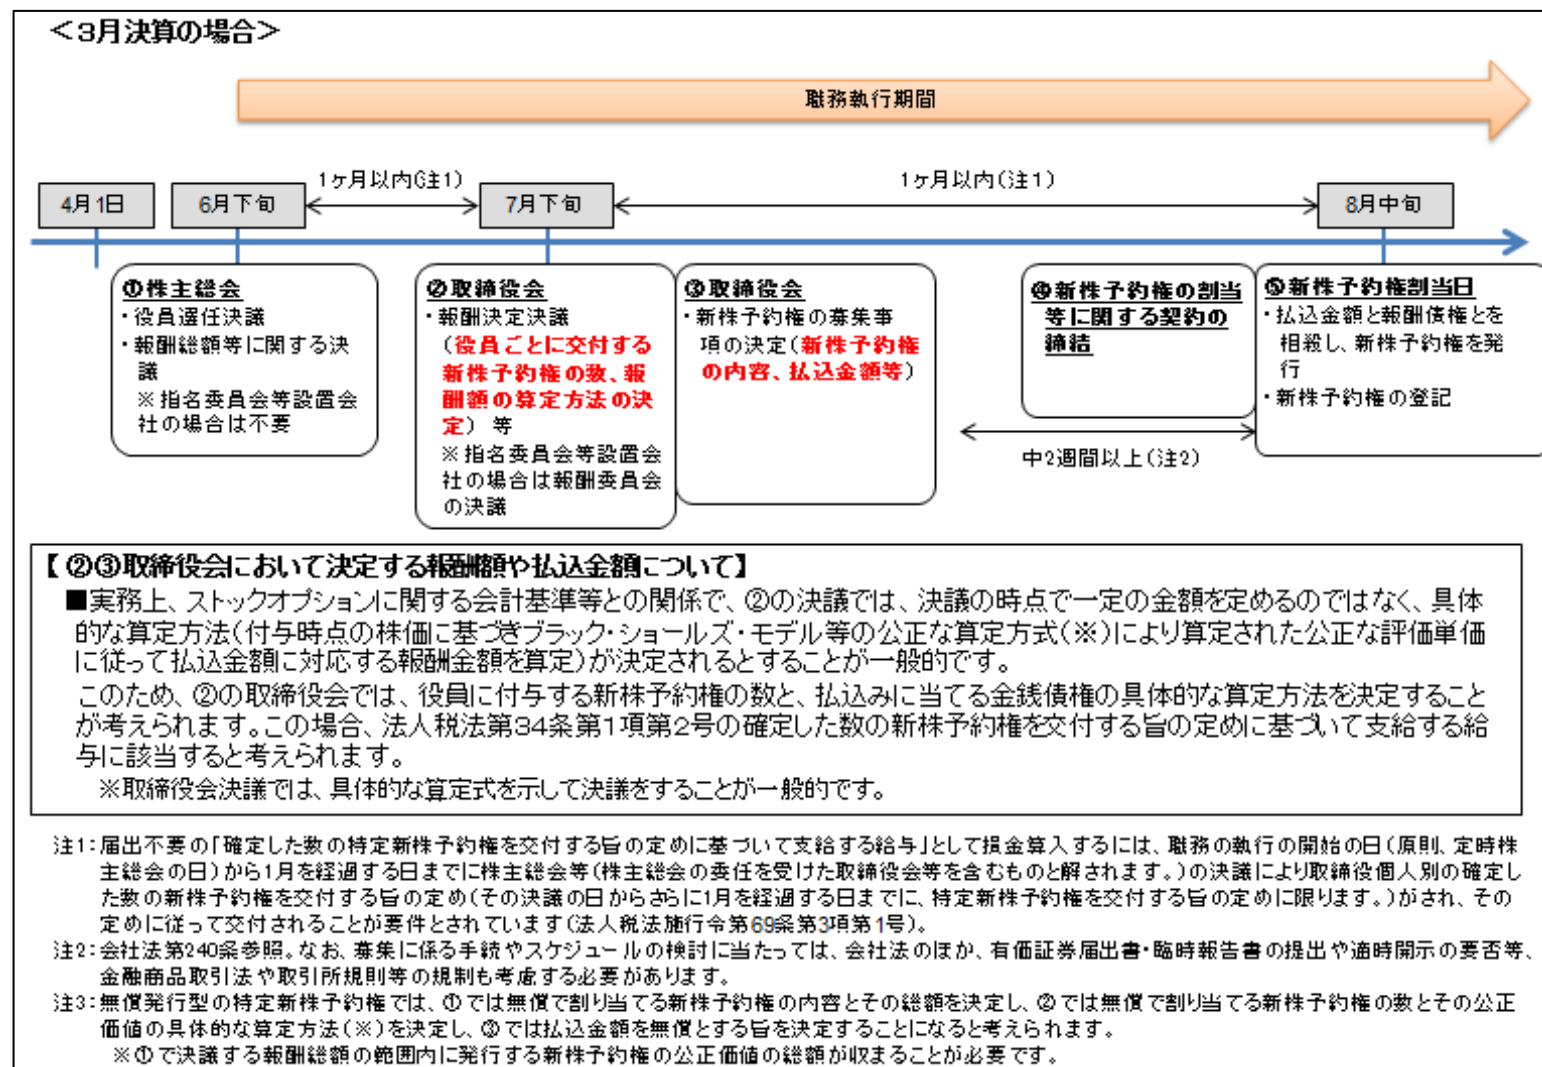 ＜3月決算の場合＞
職務執行期間
1ヶ月以内(注1)
1ヶ月以内(注1)
4月1日
6月下旬
7月下旬
8月中旬
①株主総会
・役員選任決議
・報酬総額等に関する決
議
※指名委員会等設置会
社の場合は不要
②取締役会
・報酬決定決議
（役員ごとに交付する
新株予約権の数、報
酬額の算定方法の決
定） 等
※指名委員会等設置会
社の場合は報酬委員会
の決議
③取締役会
・新株予約権の募集事
項の決定（新株予約権
の内容、払込金額等）
④新株予約権の割当
等に関する契約の
締結
⑤新株予約権割当日
・払込金額と報酬債権とを
相殺し、新株予約権を発
行
・新株予約権の登記
中2週間以上(注2)
【②③取締役会において決定する報酬額や払込金額について】
■実務上、ストックオプションに関する会計基準等との関係で、②の決議では、決議の時点で一定の金額を定めるのではなく、具体
的な算定方法（付与時点の株価に基づきブラック・ショールズ・モデル等の公正な算定方式（※）により算定された公正な評価単価
に従って払込金額に対応する報酬金額を算定）が決定されるとすることが一般的です。
このため、②の取締役会では、役員に付与する新株予約権の数と、払込みに当てる金銭債権の具体的な算定方法を決定すること
が考えられます。この場合、法人税法第34条第1項第2号の確定した数の新株予約権を交付する旨の定めに基づいて支給する給
与に該当すると考えられます。
※取締役会決議では、具体的な算定式を示して決議をすることが一般的です。
注1：届出不要の「確定した数の特定新株予約権を交付する旨の定めに基づいて支給する給与」として損金算入するには、職務の執行の開始の日（原則、定時株
主総会の日）から1月を経過する日までに株主総会等（株主総会の委任を受けた取締役会等を含むものと解されます。）の決議により取締役個人別の確定し
た数の新株予約権を交付する旨の定め（その決議の日からさらに1月を経過する日までに、特定新株予約権を交付する旨の定めに限ります。）がされ、その
定めに従って交付されることが要件とされています（法人税法施行令第69条第3項第1号）。
注2：会社法第240条参照。なお、募集に係る手続やスケジュールの検討に当たっては、会社法のほか、有価証券届出書・臨時報告書の提出や適時開示の要否等、
金融商品取引法や取引所規則等の規制も考慮する必要があります。
注3：無償発行型の特定新株予約権では、①では無償で割り当てる新株予約権の内容とその総額を決定し、②では無償で割り当てる新株予約権の数とその公正
価値の具体的な算定方法（※）を決定し、③では払込金額を無償とする旨を決定することになると考えられます。
※①で決議する報酬総額の範囲内に発行する新株予約権の公正価値の総額が収まることが必要です。